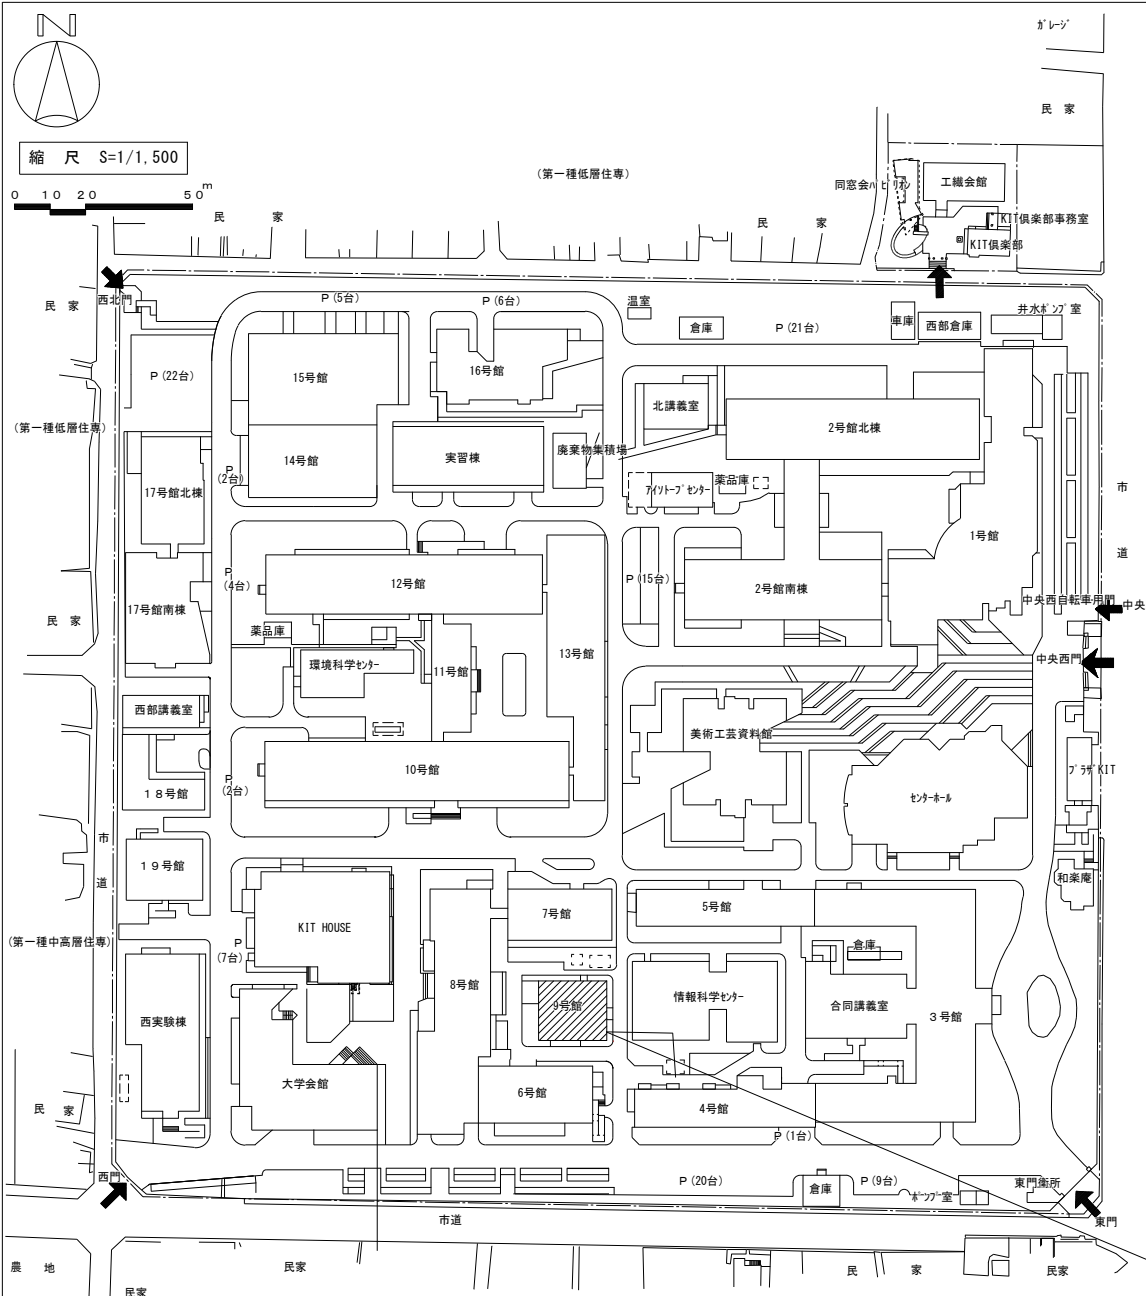 N
ガレージ
民 家
縮 尺 S=1/1,500
0 10 20 50m
(第一種低層住専)
同窓会パビリオン
工繊会館
KIT倶楽部事務室
KIT倶楽部
民 家
民 家
西北門
民 家
P(5台)
P(6台)
温室
倉庫
P(21台)
車庫
西部倉庫
井水ポンプ室
P(22台)
15号館
16号館
(第一種低層住専)
北講義室
2号館北棟
14号館
実習棟
廃棄物集積場
P
(2台)
17号館北棟
アイソトープセンター
薬品庫
市
道
1号館
P
(4台)
12号館
P(15台)
2号館南棟
中央西自転車用門
中央
民 家
17号館南棟
薬品庫
環境科学センター
11号館
13号館
中央西門
西部講義室
美術工芸資料館
10号館
プラザKIT
センターホール
P
(2台)
18号館
市
道
19号館
和楽庵
(第一種中高層住専)
KIT HOUSE
7号館
5号館
P
(7台)
倉庫
8号館
9号館
情報科学センター
合同講義室
3号館
西実験棟
大学会館
6号館
4号館
民 家
P(1台)
西門
P(20台)
倉庫
P(9台)
ポンプ室
東門衛所
東門
市道
農 地
民家
民家
民 家
民家